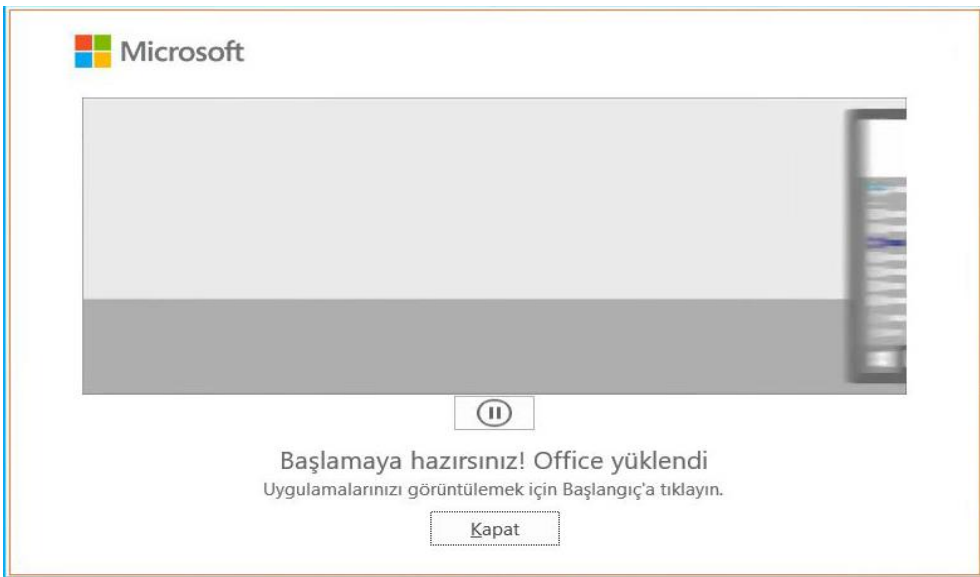 Microsoft
Başlamaya hazırsınız! Office yüklendi
Uygulamalarınızı görüntülemek için Başlangıç'a tıklayın.
Kapat